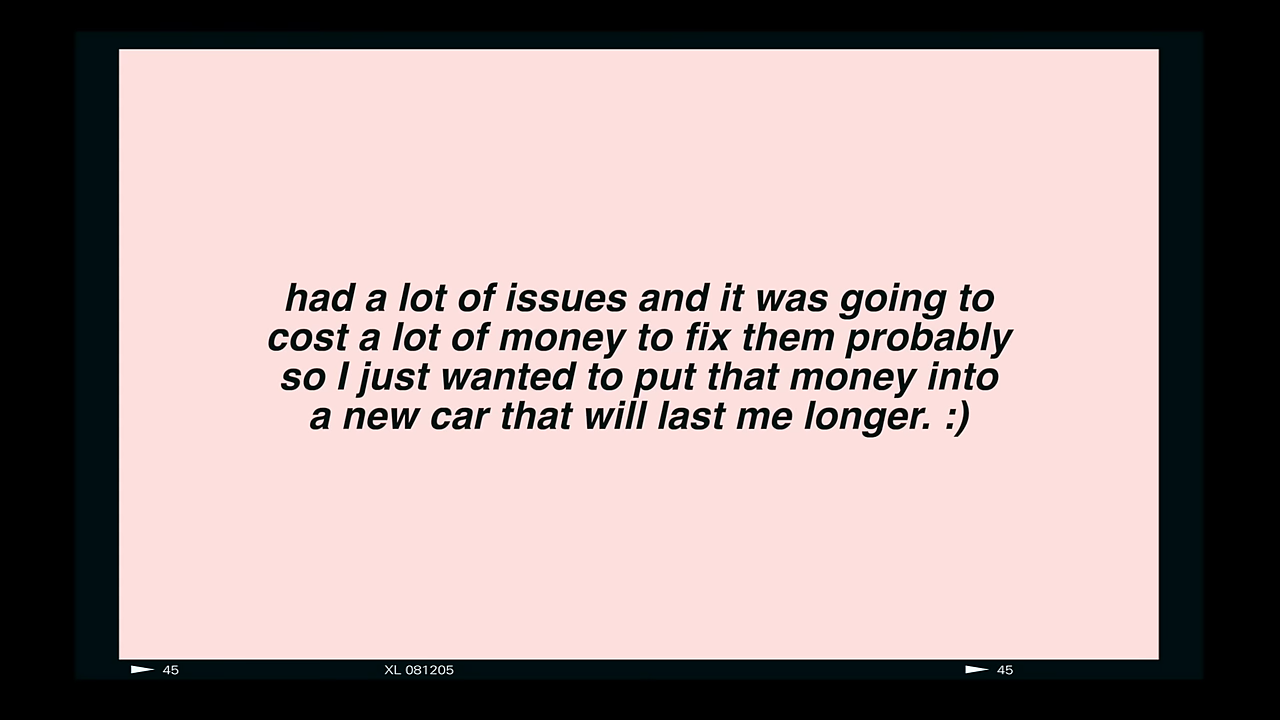 had a lot of issues and it was going to
cost a lot of money to fix them probably
so I just wanted to put that money into
a new car that will last me longer. :)
45
XL 081205
45